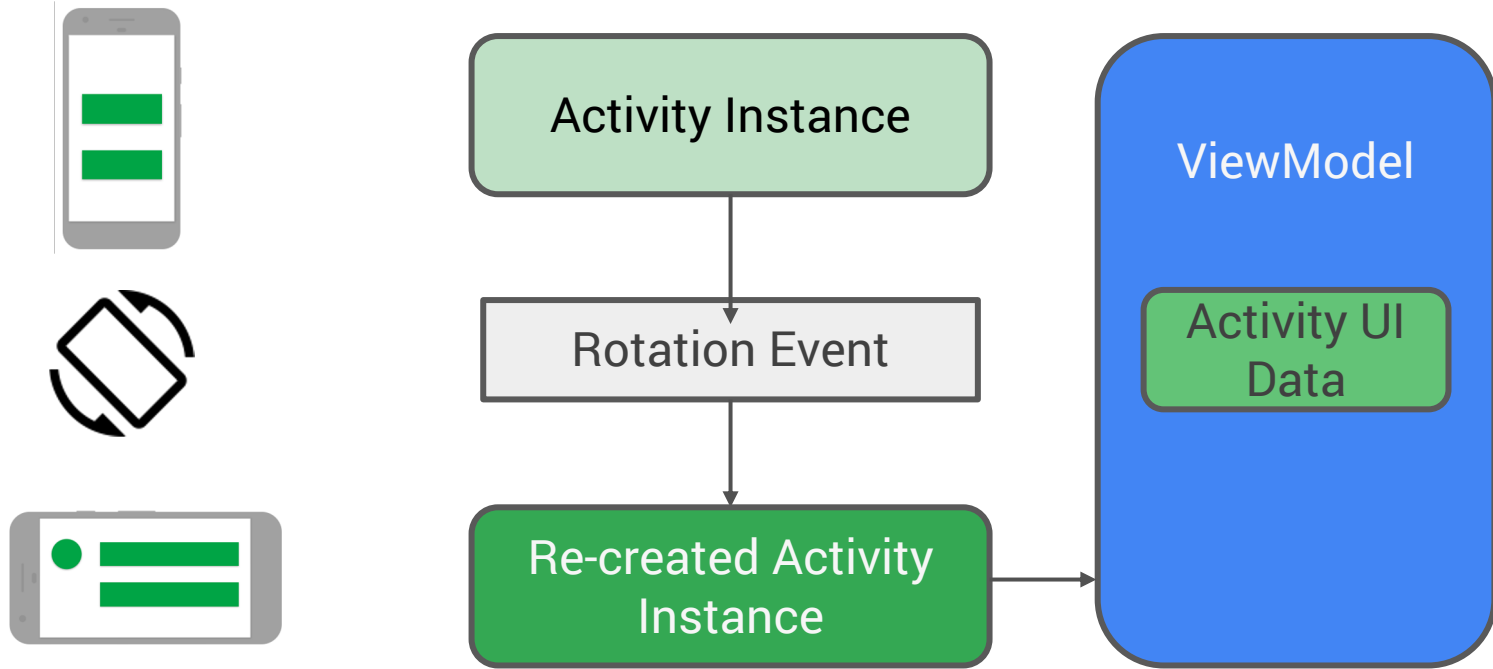 Activity Instance
ViewModel
Rotation Event
Activity UI
Data
Re-created Activity
Instance